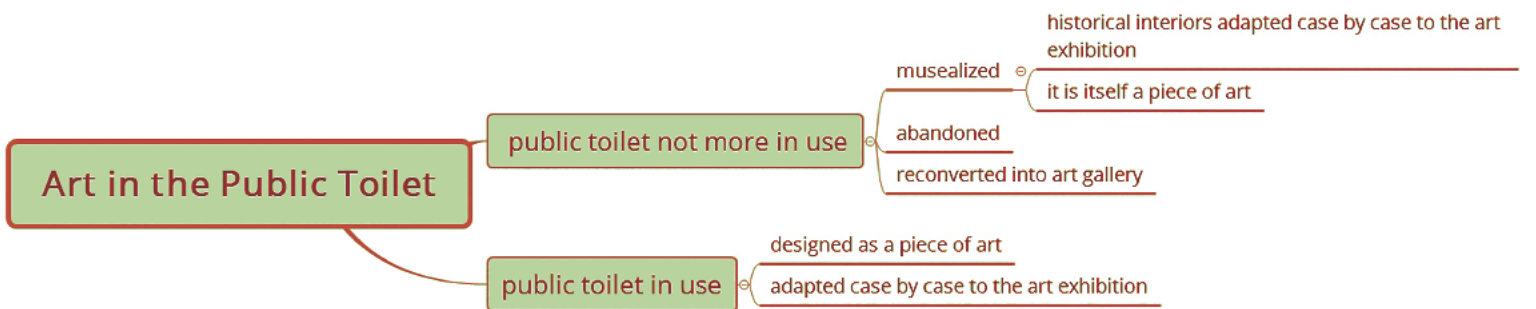 Art in the Public Toilet
public toilet not more in use
musealized
historical interiors adapted case by case to the art
exhibition
it is itself a piece of art
abandoned
reconverted into art gallery
public toilet in use
designed as a piece of art
adapted case by case to the art exhibition